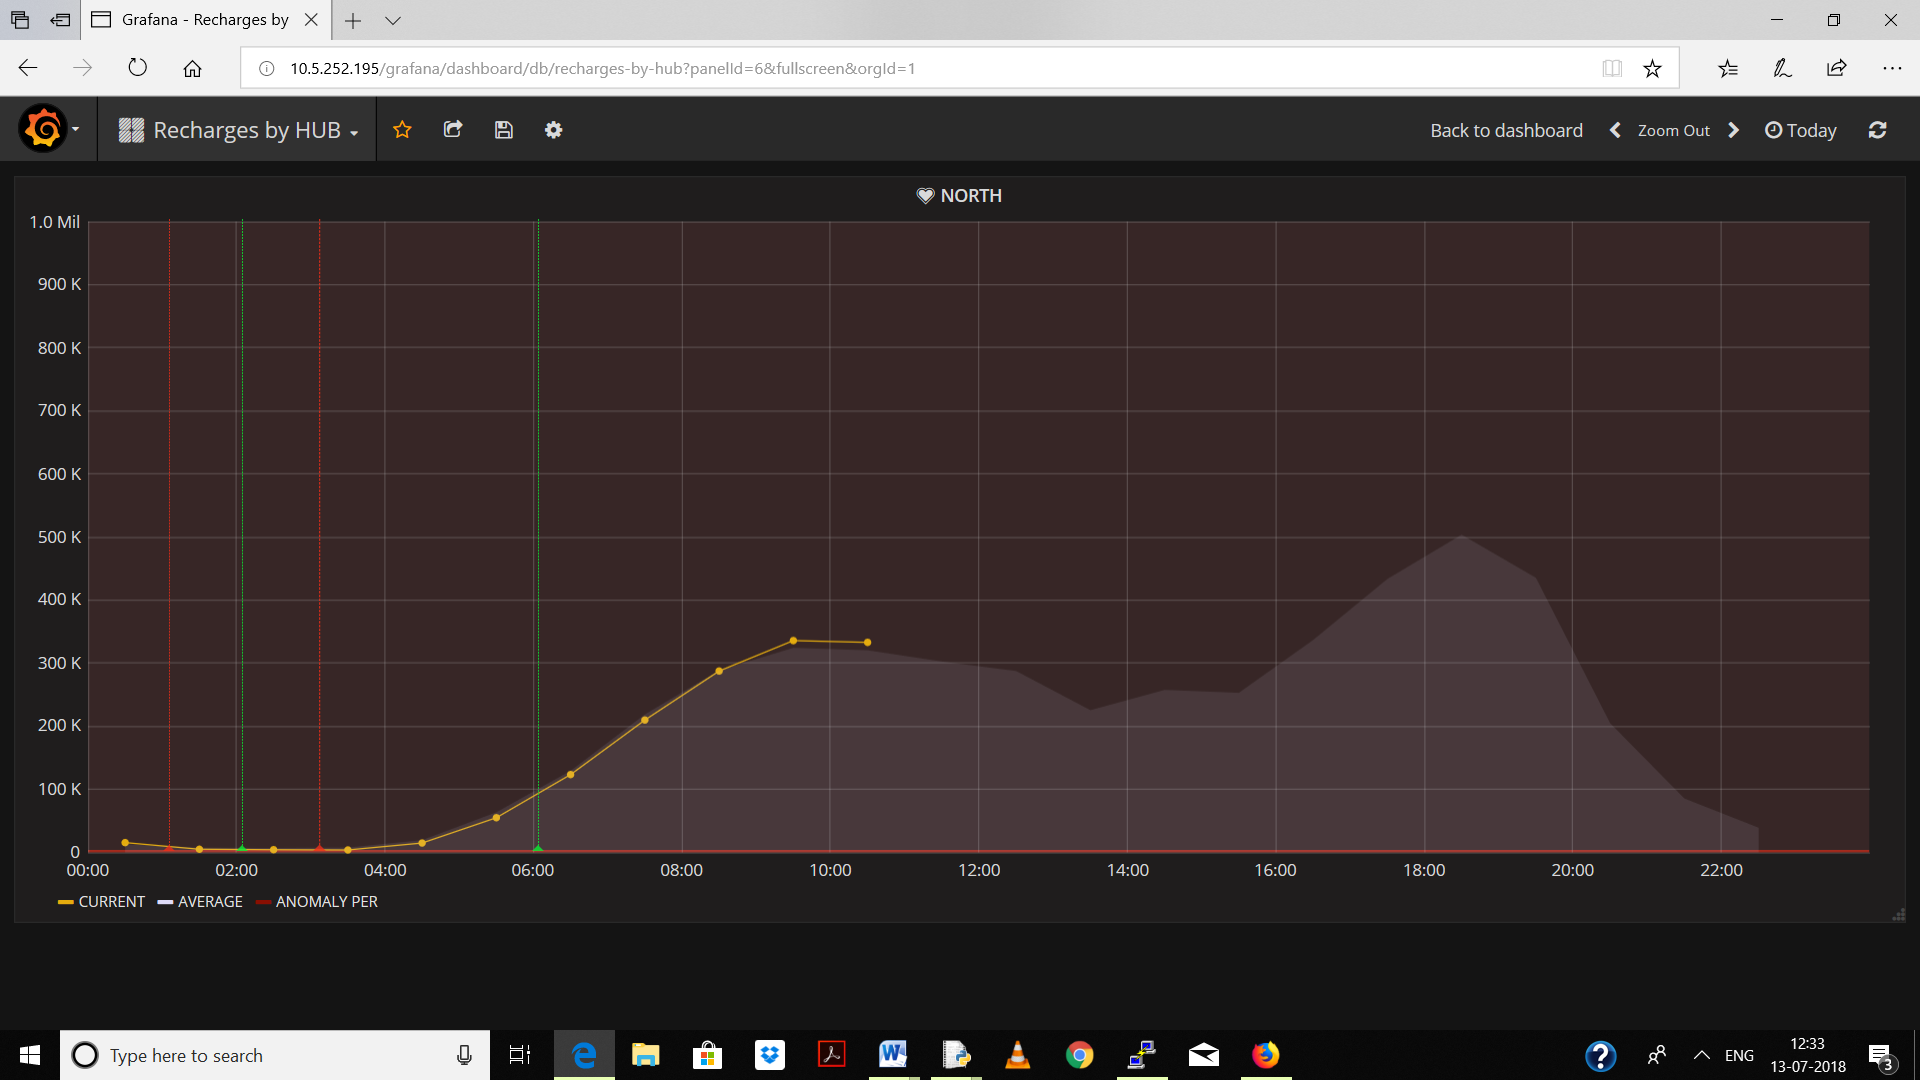 Grafana - Recharges by
10.5.252.195/grafana/dashboard/db/recharges-by-hub?panelId=6&fullscreen&orgId=1
Recharges by HUB
Back to dashboard
Zoom Out
Today
NORTH
1.0 Mil
900 K
800 K
700 K
600 K
500 K
400 K
300 K
200 K
100 K
0
00:00 02:00 04:00 06:00 08:00 10:00 12:00 14:00 16:00 18:00 20:00 22:00
CURRENT AVERAGE ANOMALY PER
Type here to search
ENG
12:33
13-07-2018
3